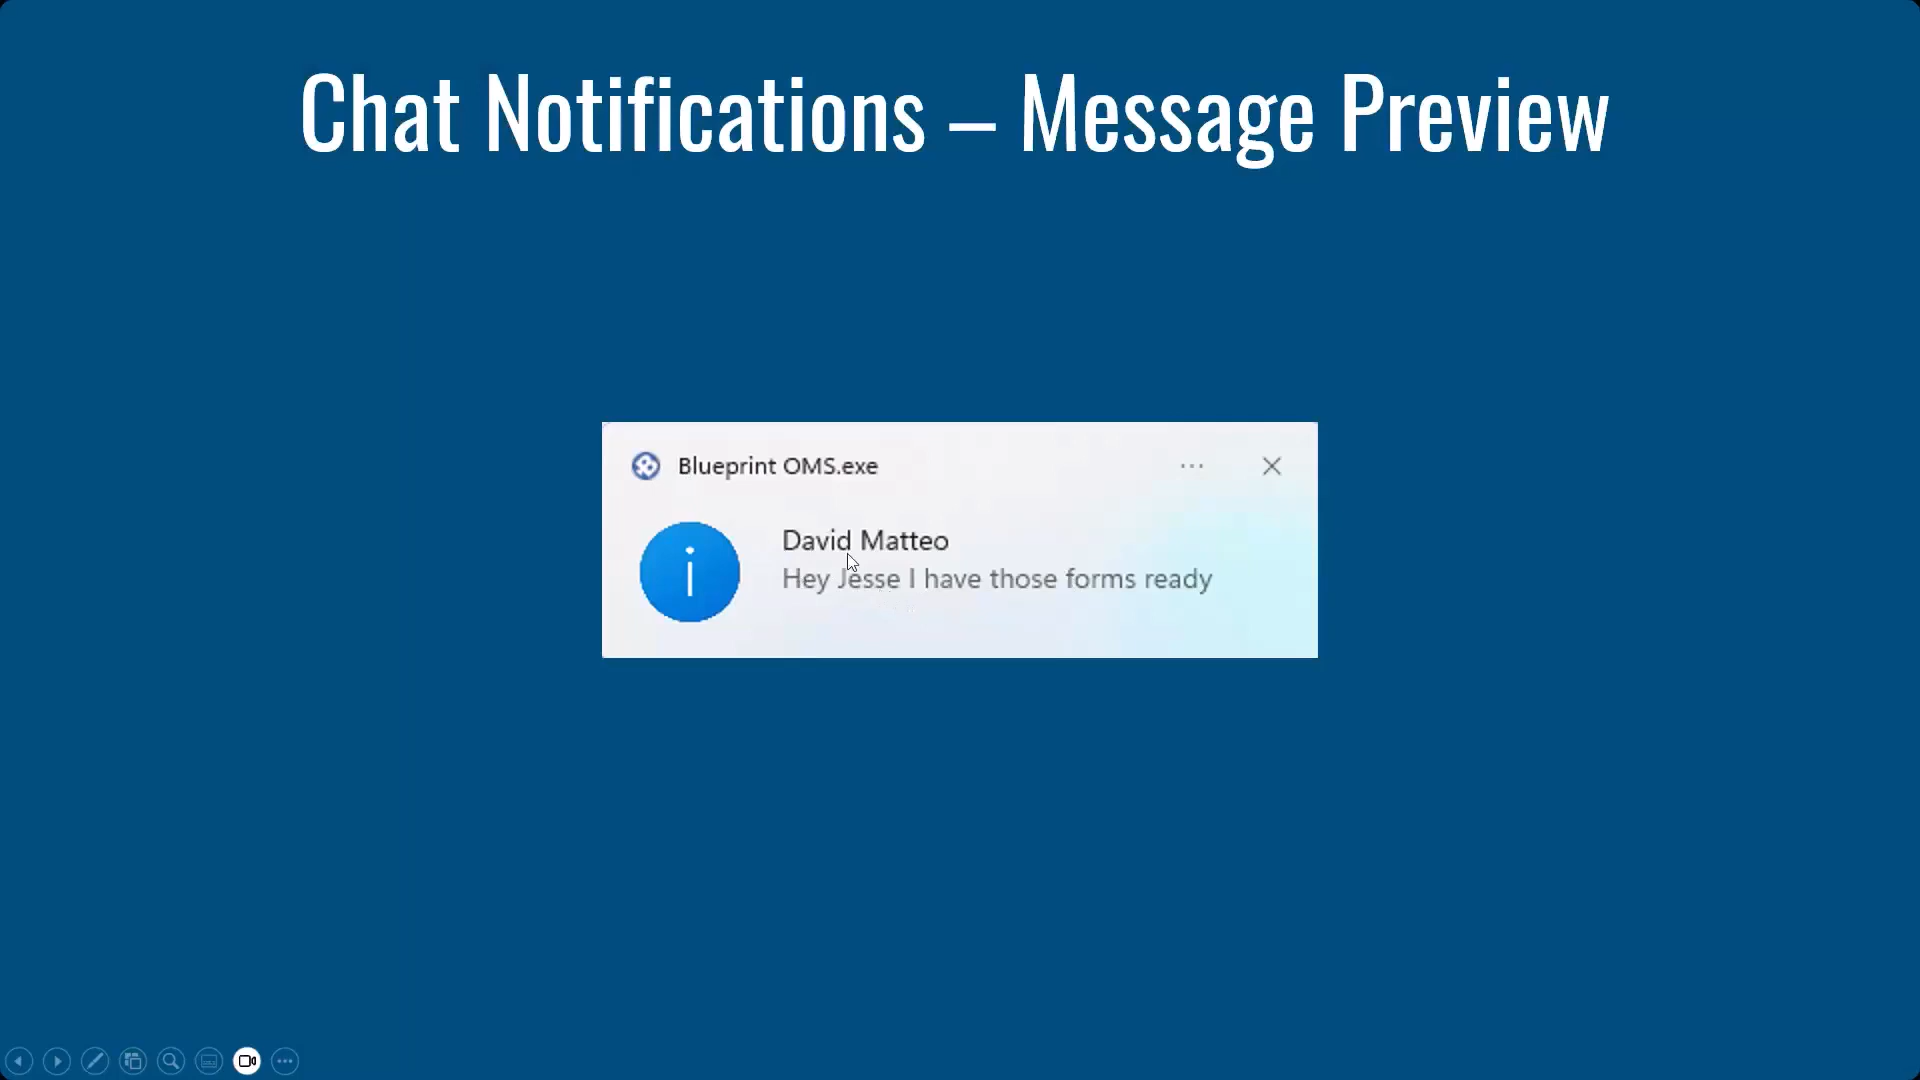 Chat Notifications – Message Preview
Blueprint OMS.exe
David Matteo
Hey Jesse I have those forms ready